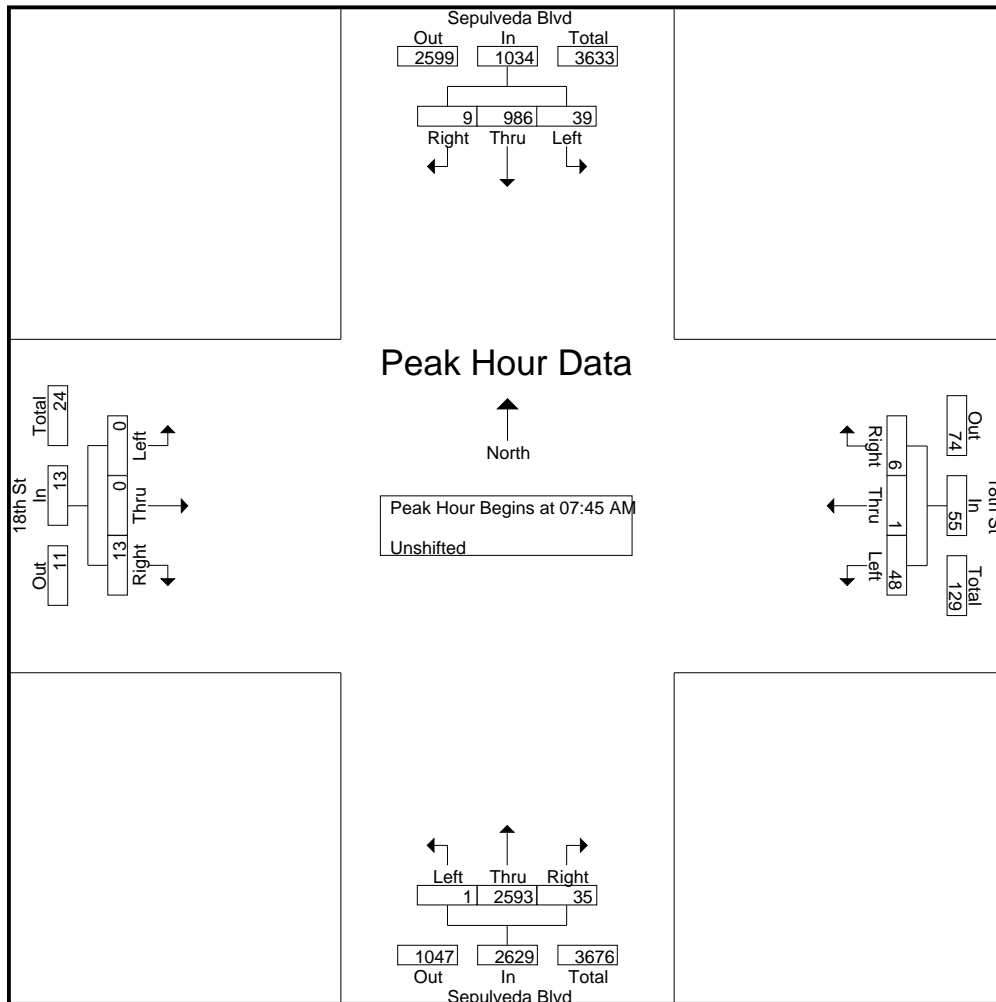 Sepulveda Blvd
Out In Total
2599 1034 3633
9 986 39
Right Thru Left
Peak Hour Data
North
Peak Hour Begins at 07:45 AM
Unshifted
18th St
Total In Out
24 13 11
0 0 13
Left Thru Right
Right Thru Left
6 1 48
Out In Total
74 55 129
18th St
Left Thru Right
1 2593 35
1047 2629 3676
Out In Total
Sepulveda Blvd